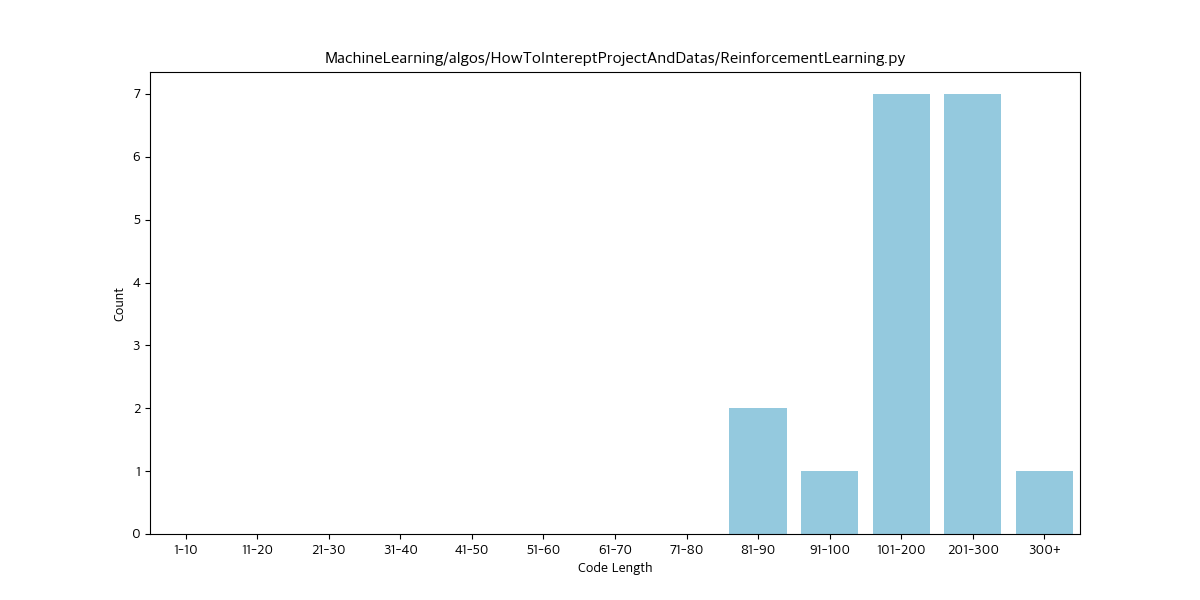 MachineLearning/algos/HowToIntereptProjectAndDatas/ReinforcementLearning.py
7
6
5
4
3
2
1
0
Count
1-10 11-20 21-30 31-40 41-50 51-60 61-70 71-80 81-90 91-100 101-200 201-300 300+
Code Length